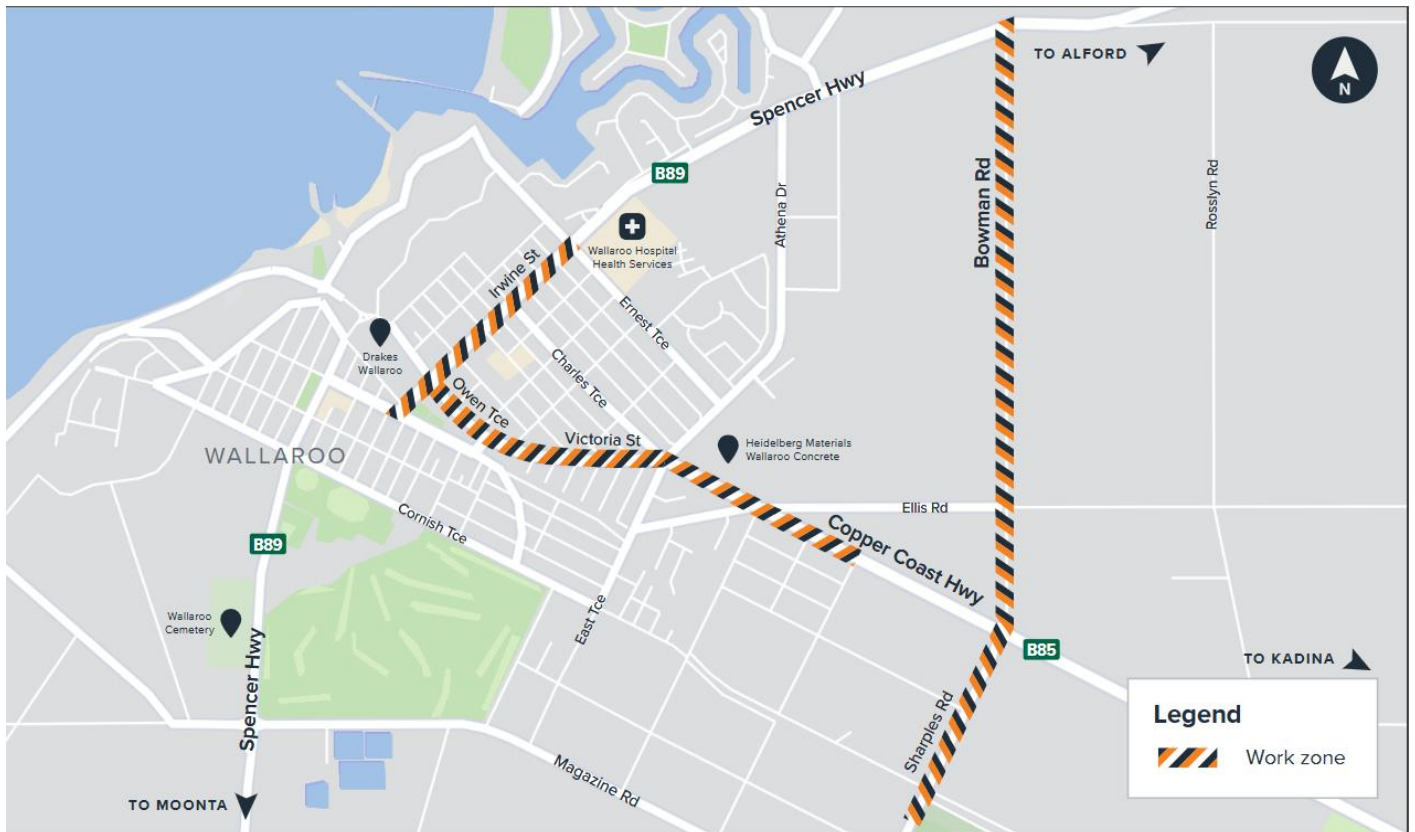 TO ALFORD
N
Spencer Hwy
B89
Bowman Rd
Rosslyn Rd
Athena Dr
Wallaroo Hospital
Health Services
Irwine St
Ernest Tce
Drakes
Wallaroo
Charles Tce
Owen Tce
Victoria St
Heidelberg Materials
Wallaroo Concrete
WALLAROO
Ellis Rd
Cornish Tce
Copper Coast Hwy
B89
Wallaroo
Cemetery
East Tce
B85
TO KADINA
Spencer Hwy
Sharples Rd
Legend
Work zone
Magazine Rd
TO MOONTA